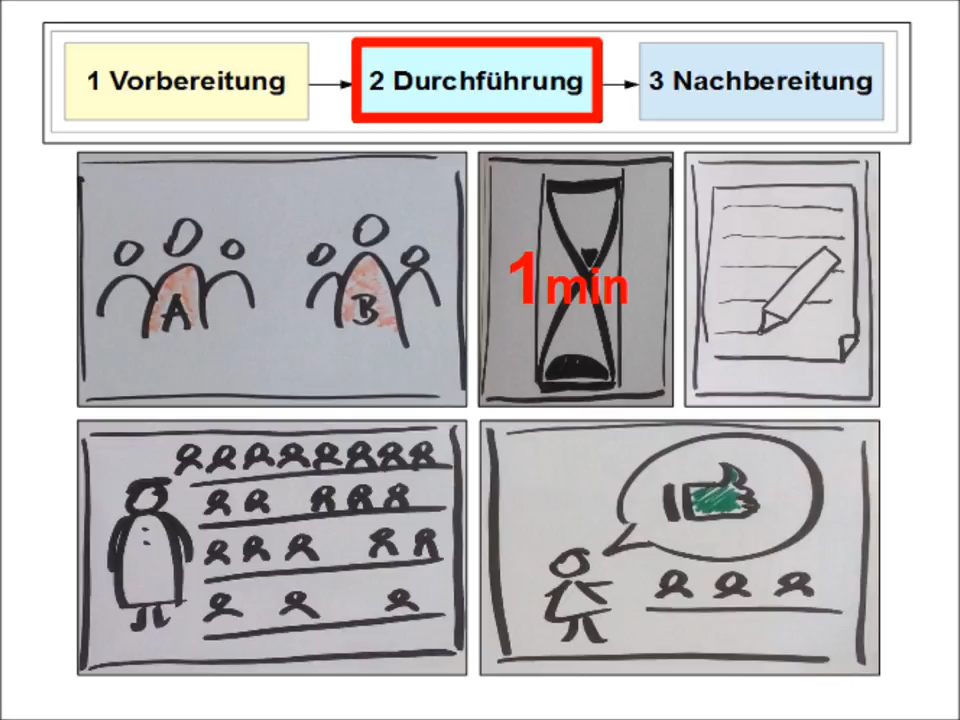 1 Vorbereitung
2 Durchführung
3 Nachbereitung
A
B
1min